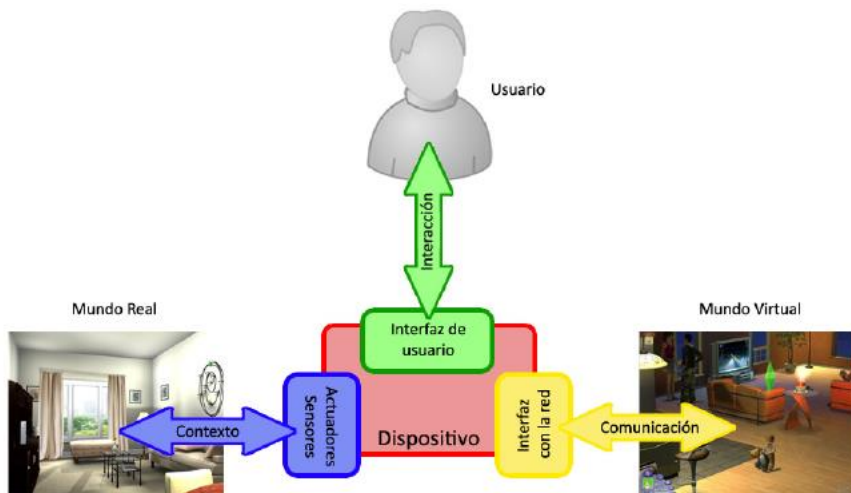 Usuario
Interacción
Mundo Real
Mundo Virtual
Interfaz de
usuario
Actuadores
Sensores
Contexto
Dispositivo
Interfaz
con la red
Comunicación